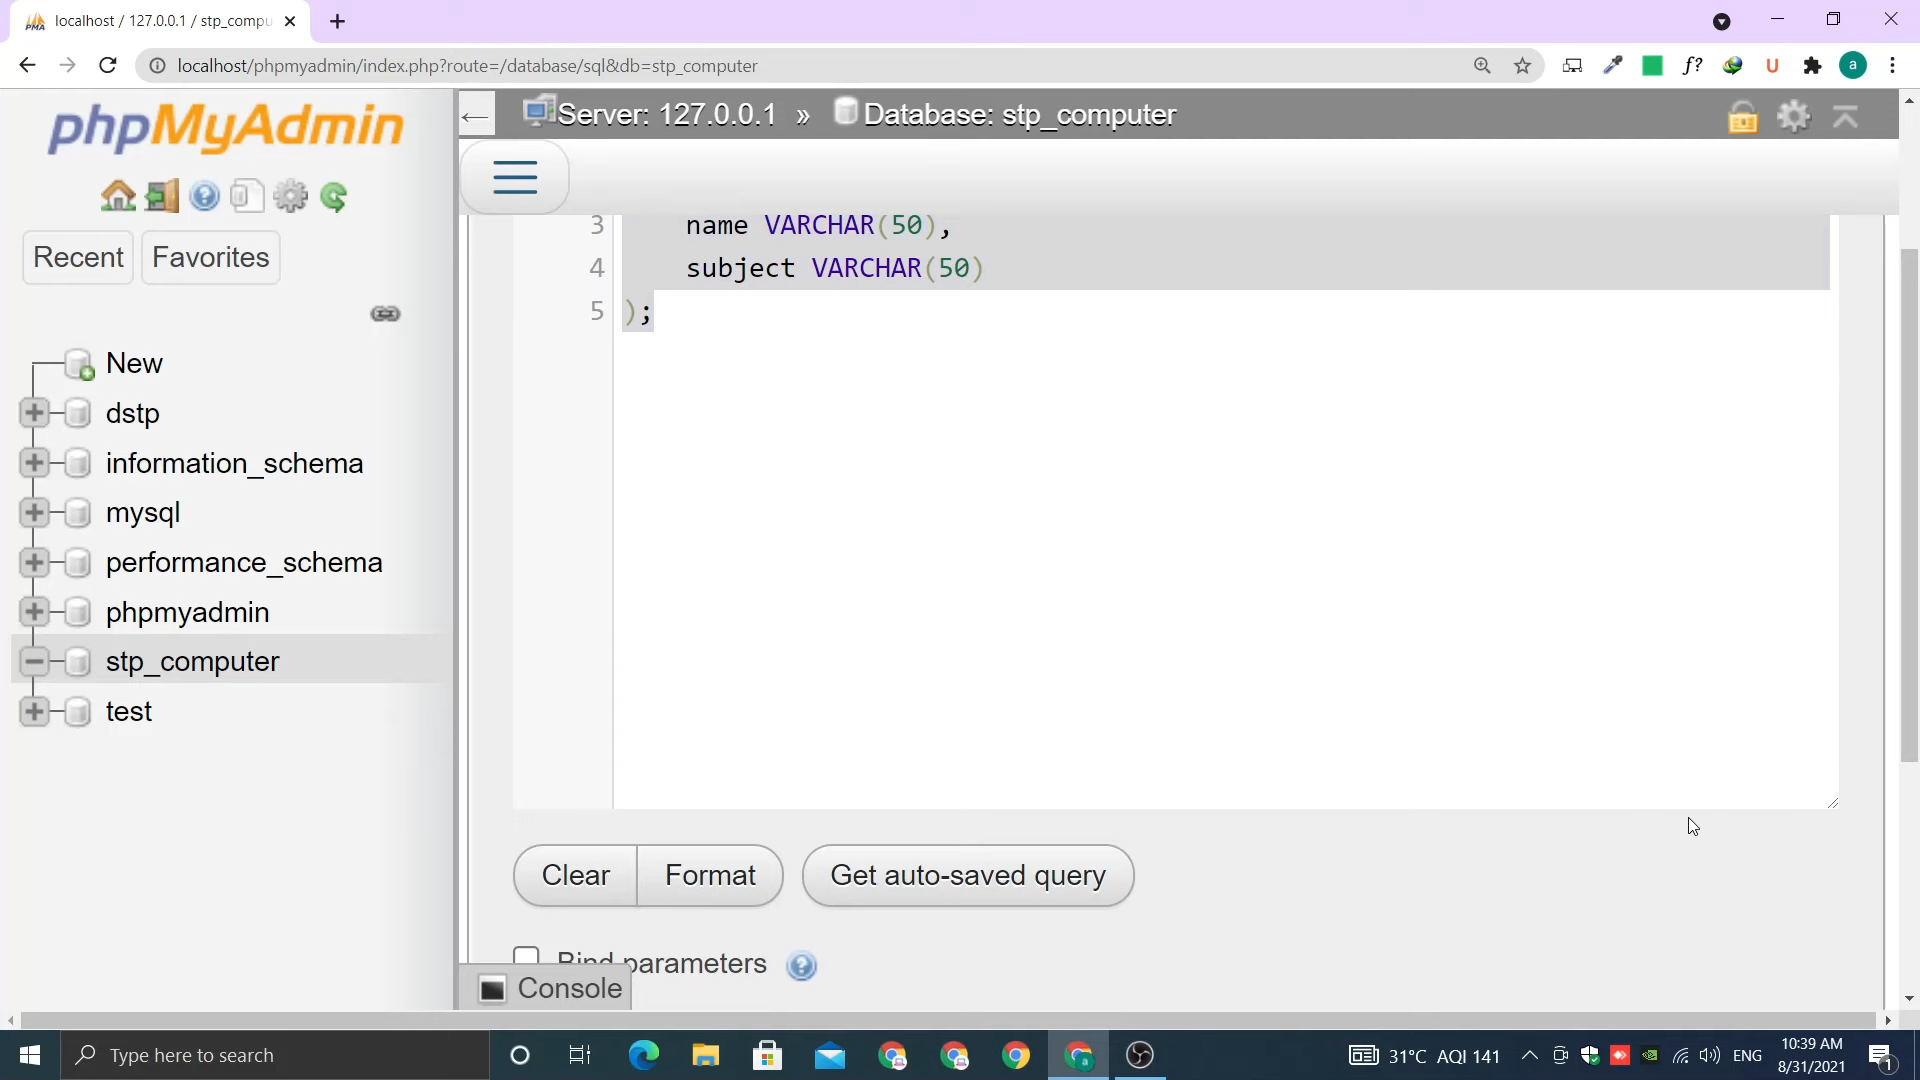 localhost / 127.0.0.1 / stp_compu
localhost/phpmyadmin/index.php?route=/database/sql&db=stp_computer
phpMyAdmin
Server: 127.0.0.1 » Database: stp_computer
Recent
Favorites
3 name VARCHAR(50),
4 subject VARCHAR(50)
5 );
New
dstp
information_schema
mysql
performance_schema
phpmyadmin
stp_computer
test
Clear
Format
Get auto-saved query
Bind parameters
Console
Type here to search
31°C AQI 141
ENG
10:39 AM
8/31/2021
1